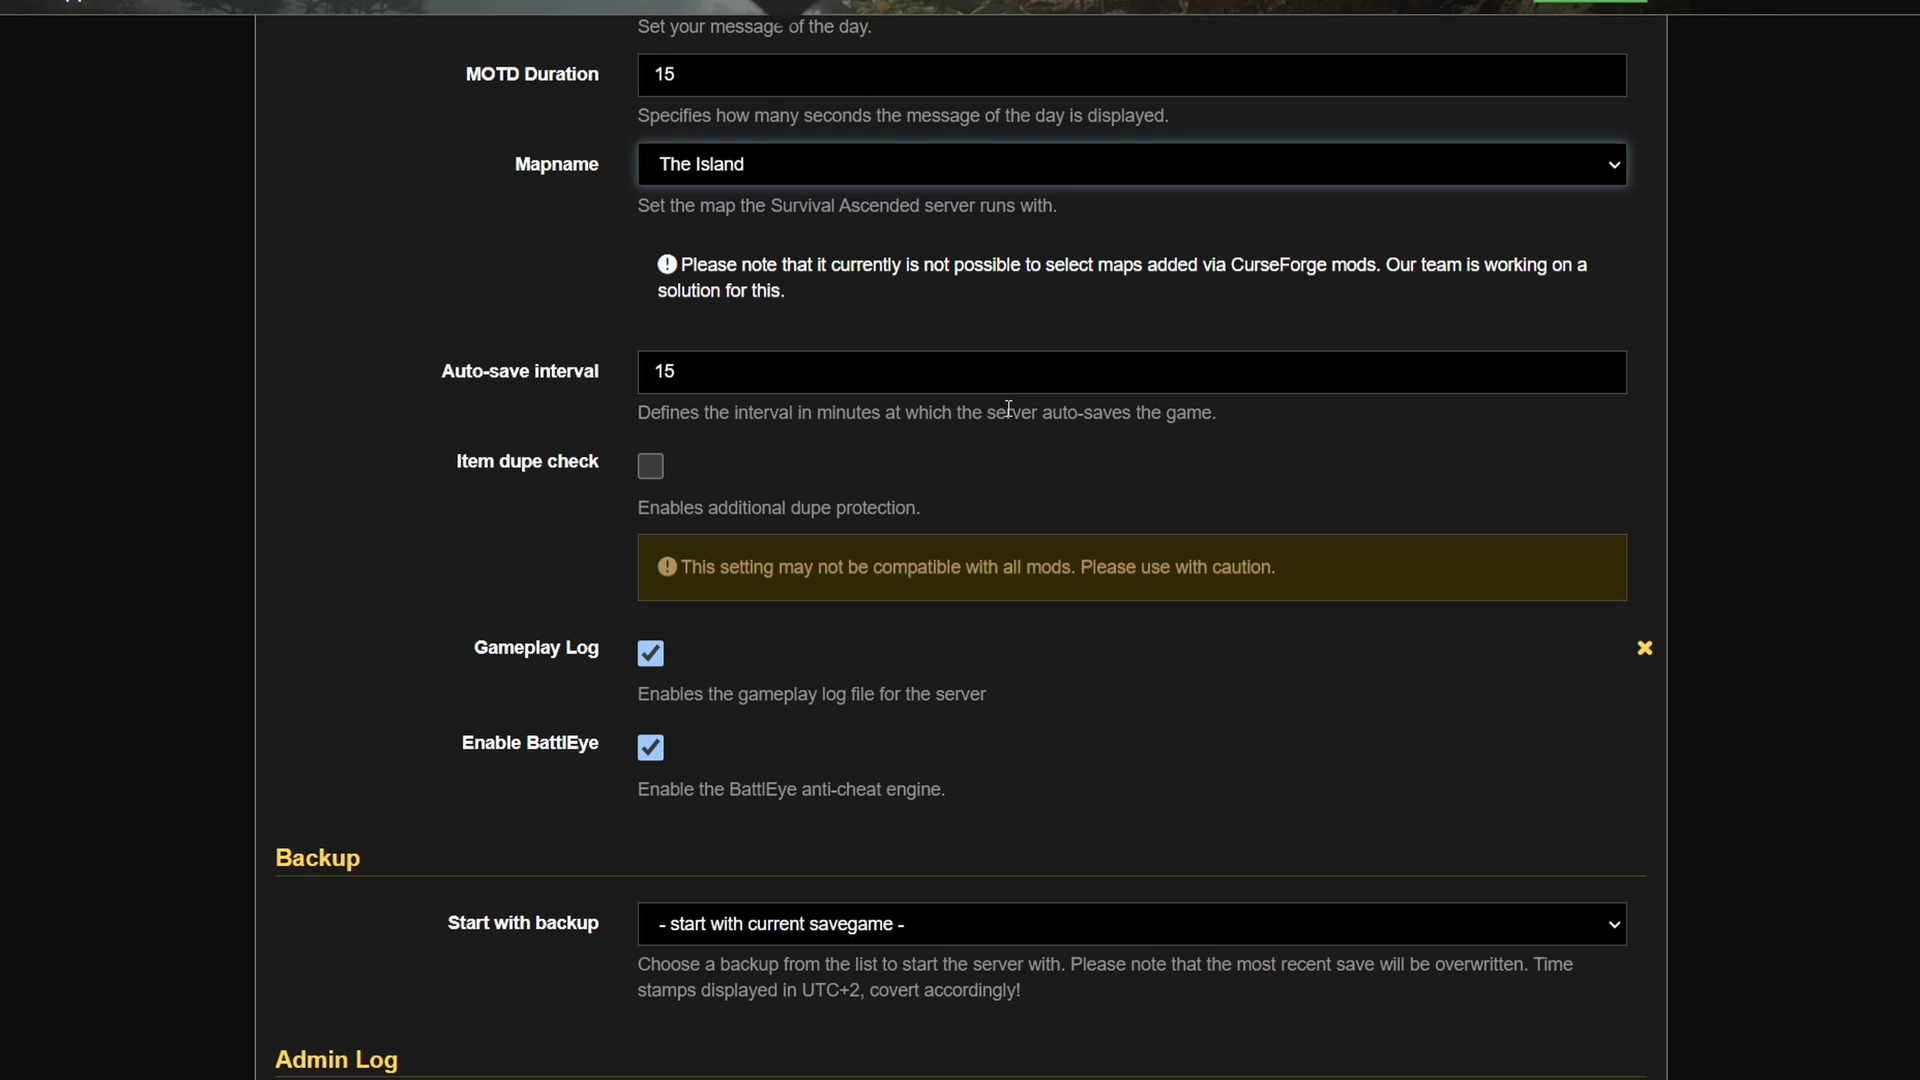 Set your message of the day.
MOTD Duration
15
Specifies how many seconds the message of the day is displayed.
Mapname
The Island
Set the map the Survival Ascended server runs with.
Please note that it currently is not possible to select maps added via CurseForge mods. Our team is working on a
solution for this.
Auto-save interval
15
Defines the interval in minutes at which the server auto-saves the game.
Item dupe check
Enables additional dupe protection.
This setting may not be compatible with all mods. Please use with caution.
Gameplay Log
Enables the gameplay log file for the server
Enable BattlEye
Enable the BattlEye anti-cheat engine.
Backup
Start with backup
- start with current savegame -
Choose a backup from the list to start the server with. Please note that the most recent save will be overwritten. Time
stamps displayed in UTC+2, covert accordingly!
Admin Log